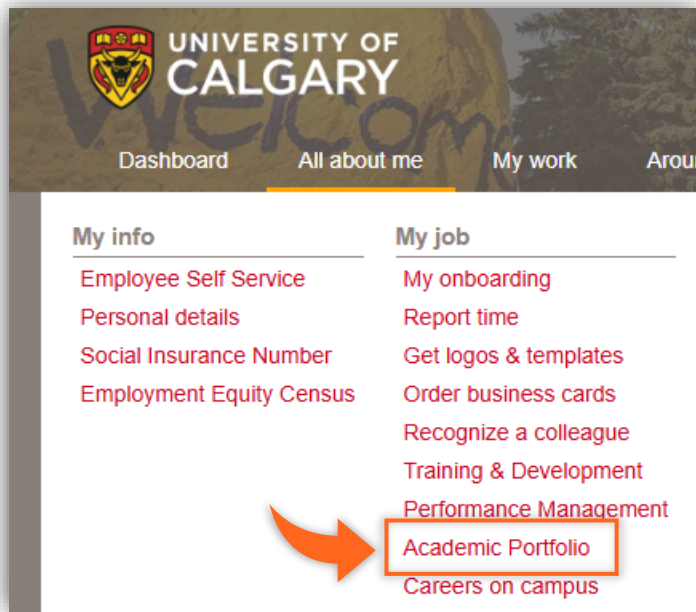 UNIVERSITY OF
CALGARY
Welcom
Dashboard All about me My work Arou
My info
Employee Self Service
Personal details
Social Insurance Number
Employment Equity Census
My job
My onboarding
Report time
Get logos & templates
Order business cards
Recognize a colleague
Training & Development
Performance Management
Academic Portfolio
Careers on campus